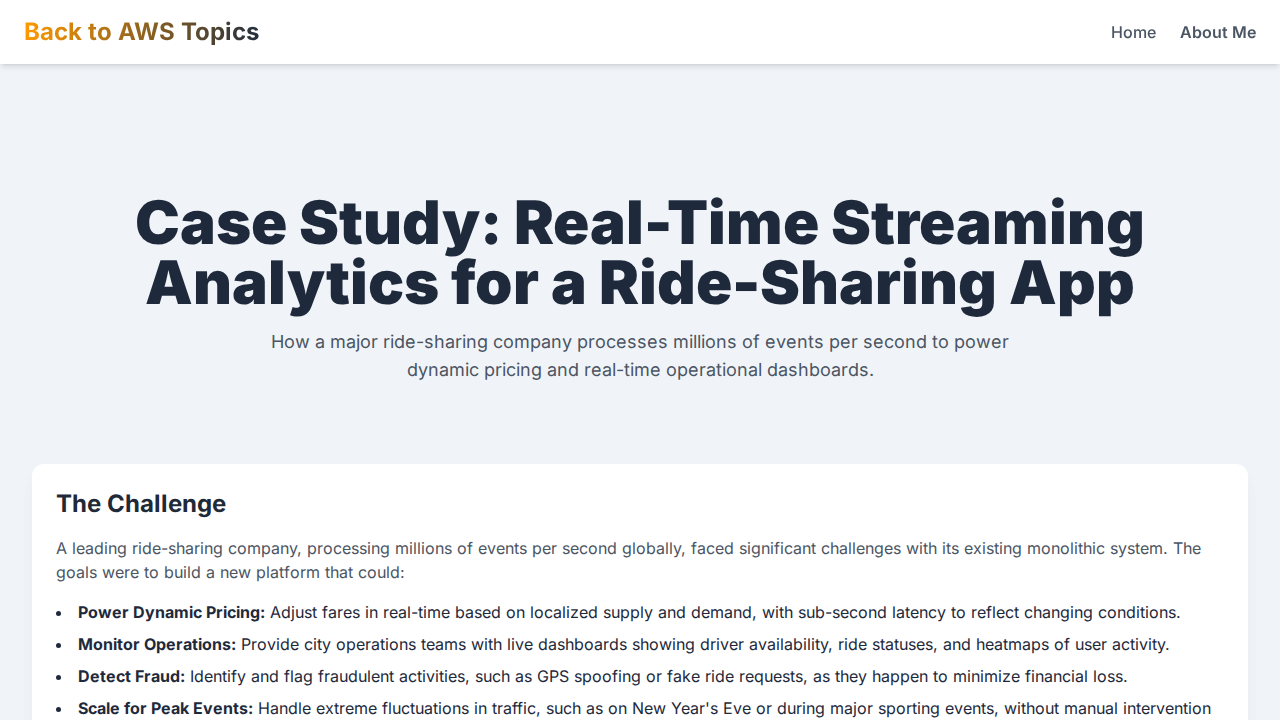 Back to AWS Topics
Home
About Me
Case Study: Real-Time Streaming
Analytics for a Ride-Sharing App
How a major ride-sharing company processes millions of events per second to power
dynamic pricing and real-time operational dashboards.
The Challenge
A leading ride-sharing company, processing millions of events per second globally, faced significant challenges with its existing monolithic system. The
goals were to build a new platform that could:
• Power Dynamic Pricing: Adjust fares in real-time based on localized supply and demand, with sub-second latency to reflect changing conditions.
• Monitor Operations: Provide city operations teams with live dashboards showing driver availability, ride statuses, and heatmaps of user activity.
• Detect Fraud: Identify and flag fraudulent activities, such as GPS spoofing or fake ride requests, as they happen to minimize financial loss.
• Scale for Peak Events: Handle extreme fluctuations in traffic, such as on New Year's Eve or during major sporting events, without manual intervention